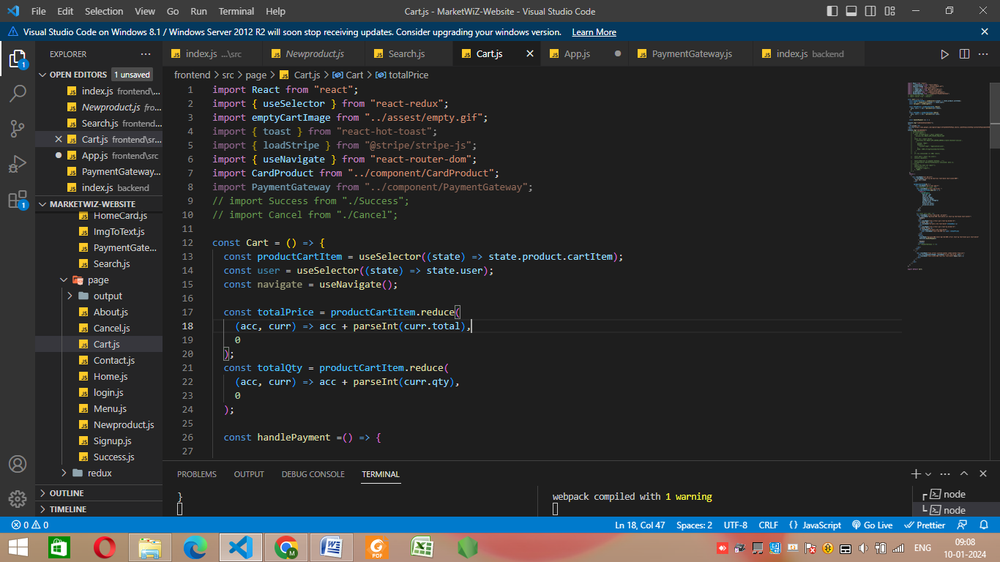 File Edit Selection View Go Run Terminal Help
Cart.js - MarketWiZ-Website - Visual Studio Code
Visual Studio Code on Windows 8.1 / Windows Server 2012 R2 will soon stop receiving updates. Consider upgrading your windows version. Learn More
EXPLORER
OPEN EDITORS 1 unsaved
index.js frontend\...
Newproduct.js fro...
Search.js frontend...
Cart.js frontend\sr...
App.js frontend\src
PaymentGateway...
index.js backend
MARKETWIZ-WEBSITE
HomeCard.js
ImgToText.js
PaymentGate...
Search.js
page
output
About.js
Cancel.js
Cart.js
Contact.js
Home.js
login.js
Menu.js
Newproduct.js
Signup.js
Success.js
redux
OUTLINE
TIMELINE
1
1
index.js ...\src Newproduct.js Search.js Cart.js App.js PaymentGateway.js index.js backend
frontend > src > page > Cart.js > Cart > totalPrice
1 import React from "react";
2 import { useSelector } from "react-redux";
3 import emptyCartImage from "../assest/empty.gif";
4 import { toast } from "react-hot-toast";
5 import { loadStripe } from "@stripe/stripe-js";
6 import { useNavigate } from "react-router-dom";
7 import CardProduct from "../component/CardProduct";
8 import PaymentGateway from "../component/PaymentGateway";
9 // import Success from "./Success";
10 // import Cancel from "./Cancel";
11
12 const Cart = () => {
13 const productCartItem = useSelector((state) => state.product.cartItem);
14 const user = useSelector((state) => state.user);
15 const navigate = useNavigate();
16
17 const totalPrice = productCartItem.reduce(
18 (acc, curr) => acc + parseInt(curr.total),
19 0
20 );
21 const totalQty = productCartItem.reduce(
22 (acc, curr) => acc + parseInt(curr.qty),
23 0
24 );
25
26 const handlePayment =() => {
27
PROBLEMS OUTPUT DEBUG CONSOLE TERMINAL
}
webpack compiled with 1 warning
node
node
0 0
Ln 18, Col 47 Spaces: 2 UTF-8 CRLF {} JavaScript Go Live Prettier
PDF
M
ENG
09:08
10-01-2024